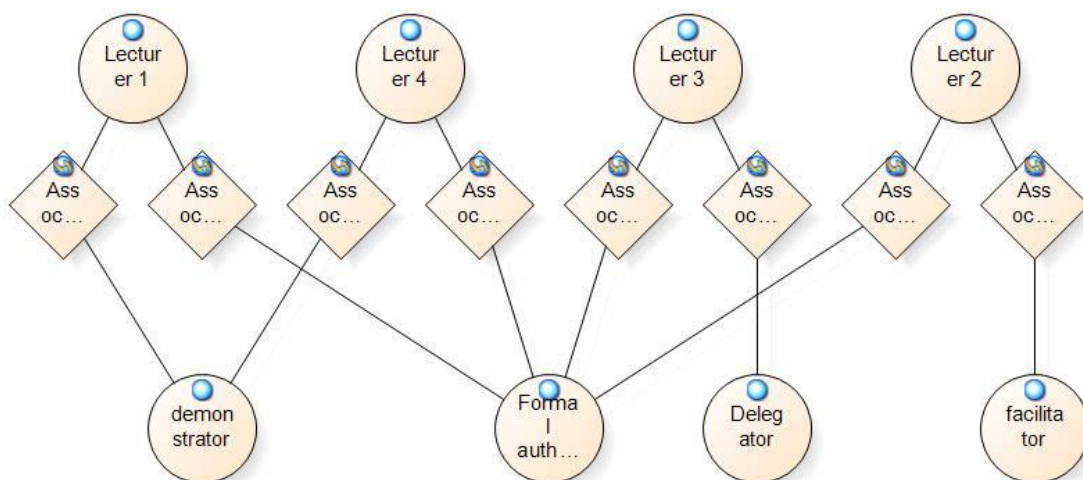 Lectur
er 1
Lectur
er 4
Lectur
er 3
Lectur
er 2
Ass
oc...
Ass
oc...
Ass
oc...
Ass
oc...
Ass
oc...
Ass
oc...
Ass
oc...
Ass
oc...
demon
strator
Forma
l
auth...
Deleg
ator
facilita
tor